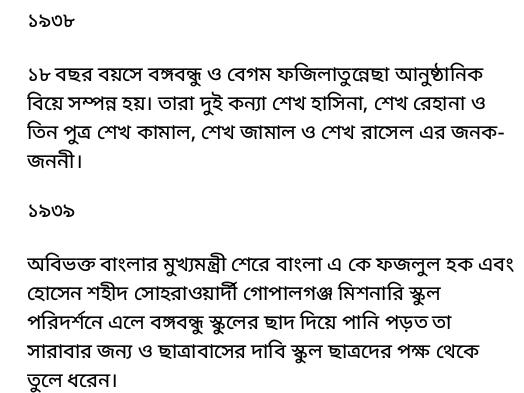 ১৯৩৮
১৮ বছর বয়সে বঙ্গবন্ধু ও বেগম ফজিলাতুন্নেছা আনুষ্ঠানিক
বিয়ে সম্পন্ন হয়। তারা দুই কন্যা শেখ হাসিনা, শেখ রেহানা ও
তিন পুত্র শেখ কামাল, শেখ জামাল ও শেখ রাসেল এর জনক-
জননী।
১৯৩৯
অবিভক্ত বাংলার মুখ্যমন্ত্রী শেরে বাংলা এ কে ফজলুল হক এবং
হোসেন শহীদ সোহরাওয়ার্দী গোপালগঞ্জ মিশনারি স্কুল
পরিদর্শনে এলে বঙ্গবন্ধু স্কুলের ছাদ দিয়ে পানি পড়ত তা
সারাবার জন্য ও ছাত্রাবাসের দাবি স্কুল ছাত্রদের পক্ষ থেকে
তুলে ধরেন।